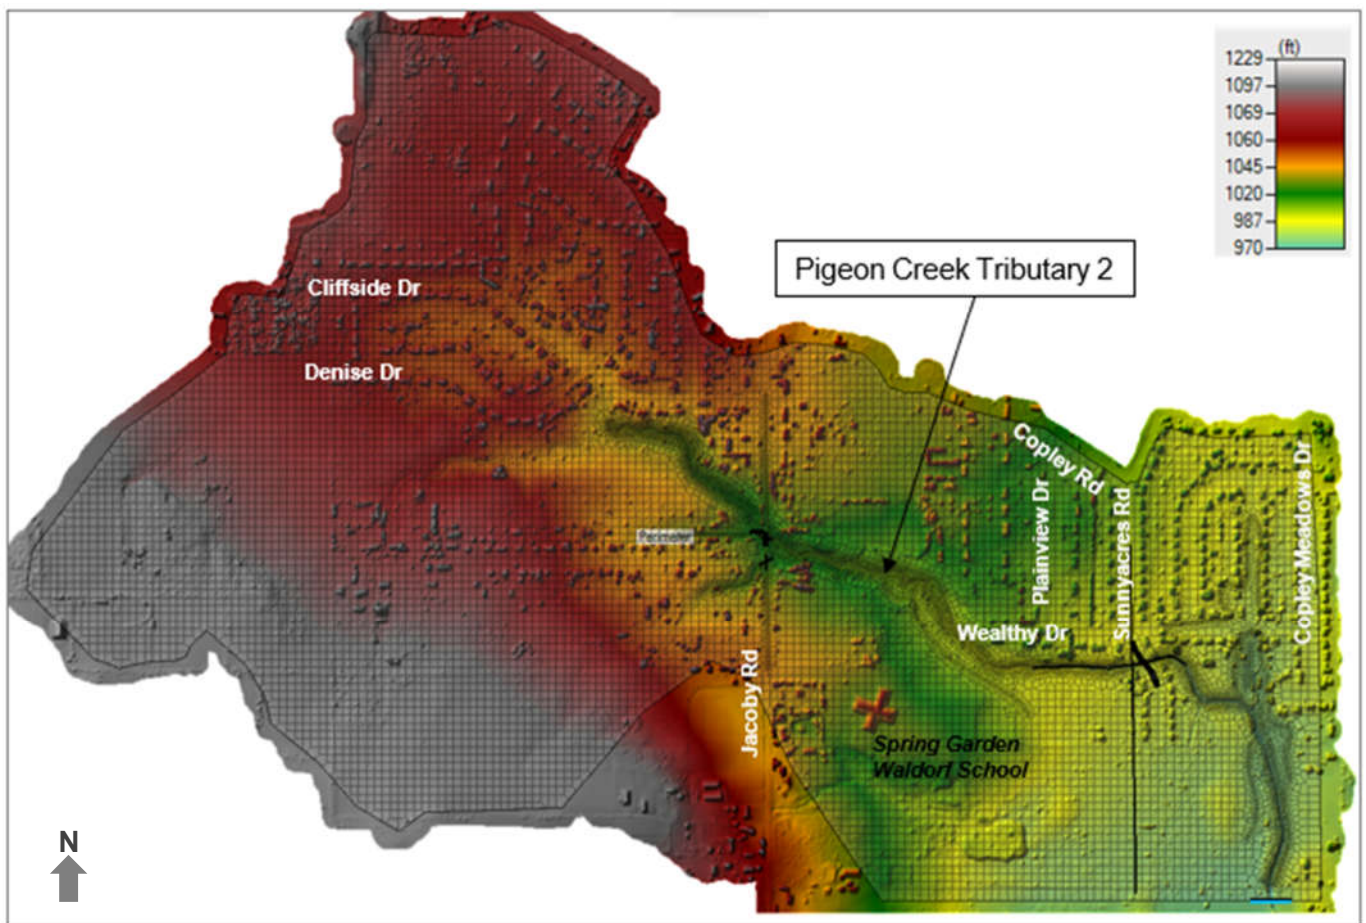 (ft)
1229
1097
1069
1060
1045
1020
987
970
Pigeon Creek Tributary 2
Cliffside Dr
Denise Dr
Copley Rd
Plainview Dr
Sunnyacres Rd
Copley Meadows Dr
Perimeter
Wealthy Dr
Jacoby Rd
Spring Garden
Waldorf School
N